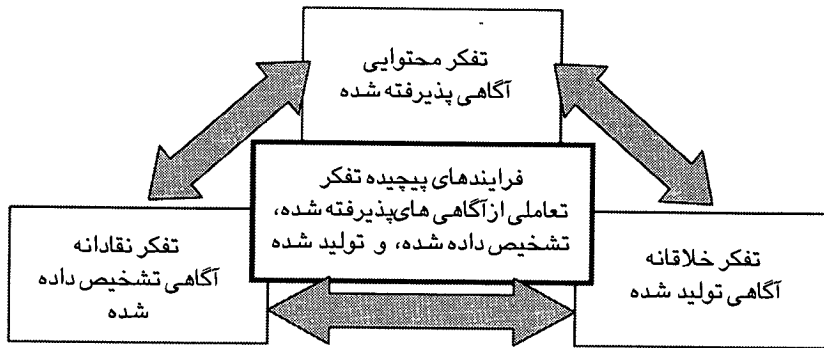 تفکر محتوایی
آگاهی پذیرفته شده
فرایندهای پیچیده تفکر
تعاملی از آگاهی های پذیرفته شده،
تشخیص داده شده، و تولید شده
تفکر خلاقانه
آگاهی تولید شده
تفکر نقادانه
آگاهی تشخیص داده
شده